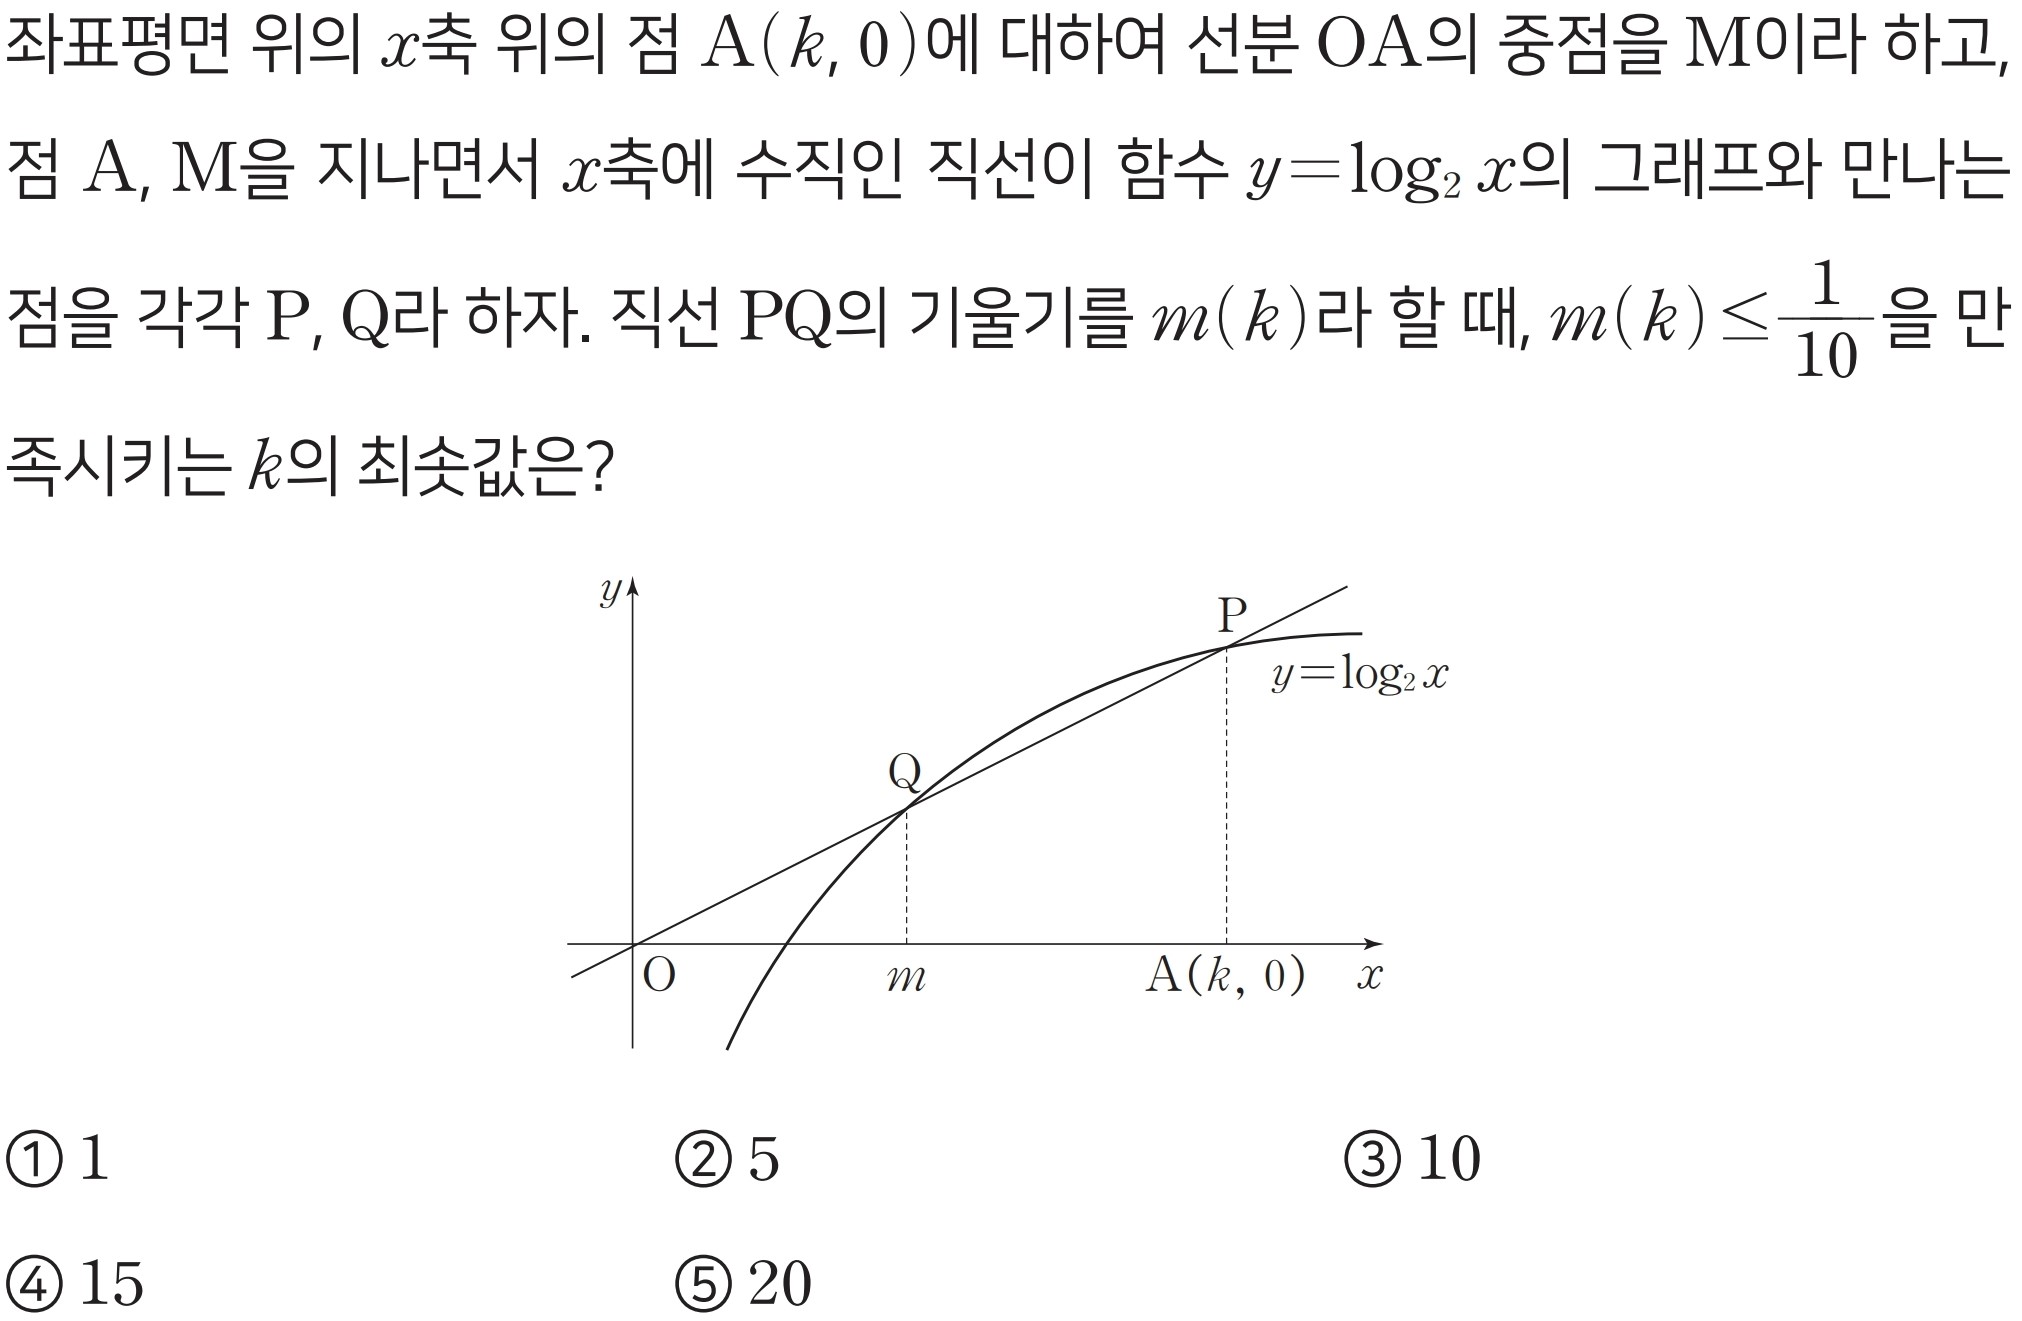 좌표평면 위의 x축 위의 점 A(k, 0)에 대하여 선분 OA의 중점을 M이라 하고,
점 A, M을 지나면서 x축에 수직인 직선이 함수 y=log₂ x의 그래프와 만나는
점을 각각 P, Q라 하자. 직선 PQ의 기울기를 m(k)라 할 때, m(k)≤1/10을 만
족시키는 k의 최솟값은?
y
P
y=log₂ x
Q
O m A(k, 0) x
① 1 ② 5 ③ 10
④ 15 ⑤ 20